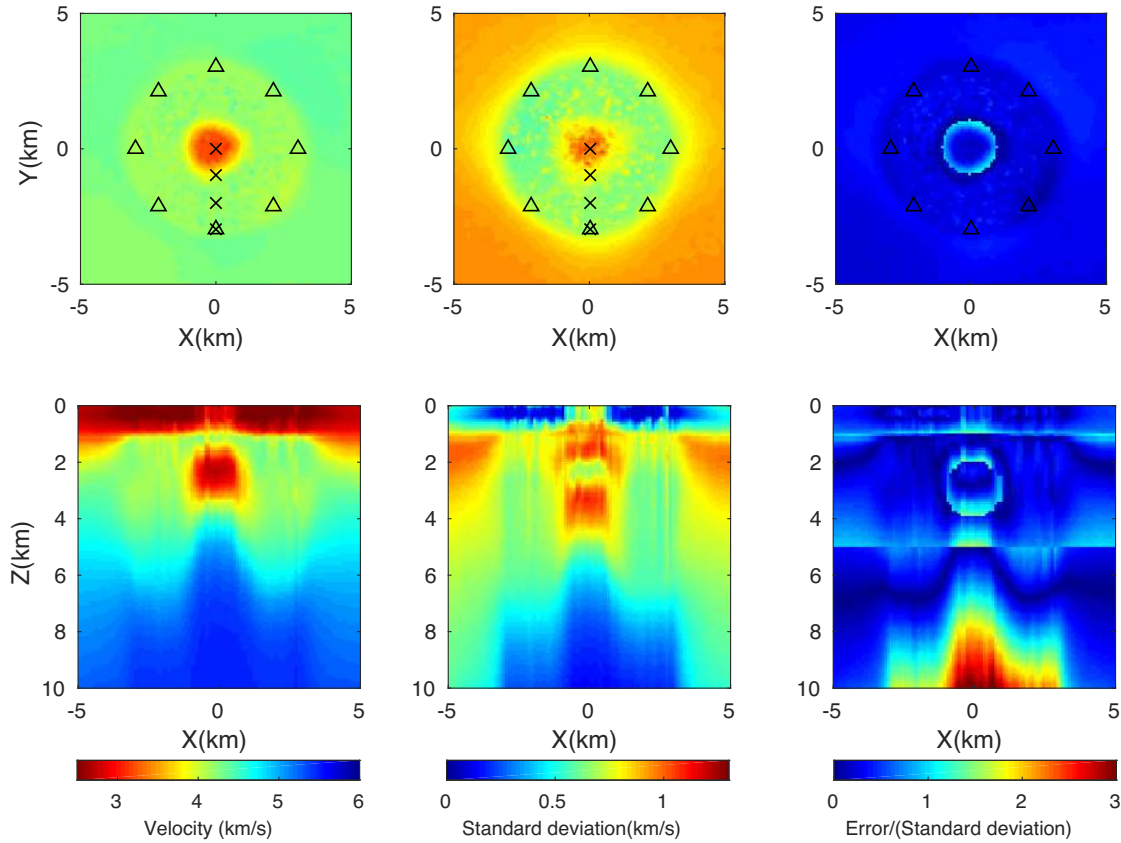 5 5 5
Y(km) 0 0 0
-5 -5 -5
-5 0 5 -5 0 5 -5 0 5
X(km) X(km) X(km)
0 0 0
2 2 2
4 4 4
Z(km) 6 6 6
8 8 8
10 10 10
-5 0 5 -5 0 5 -5 0 5
X(km) X(km) X(km)
3 4 5 6 0 0.5 1 0 1 2 3
Velocity (km/s) Standard deviation(km/s) Error/(Standard deviation)